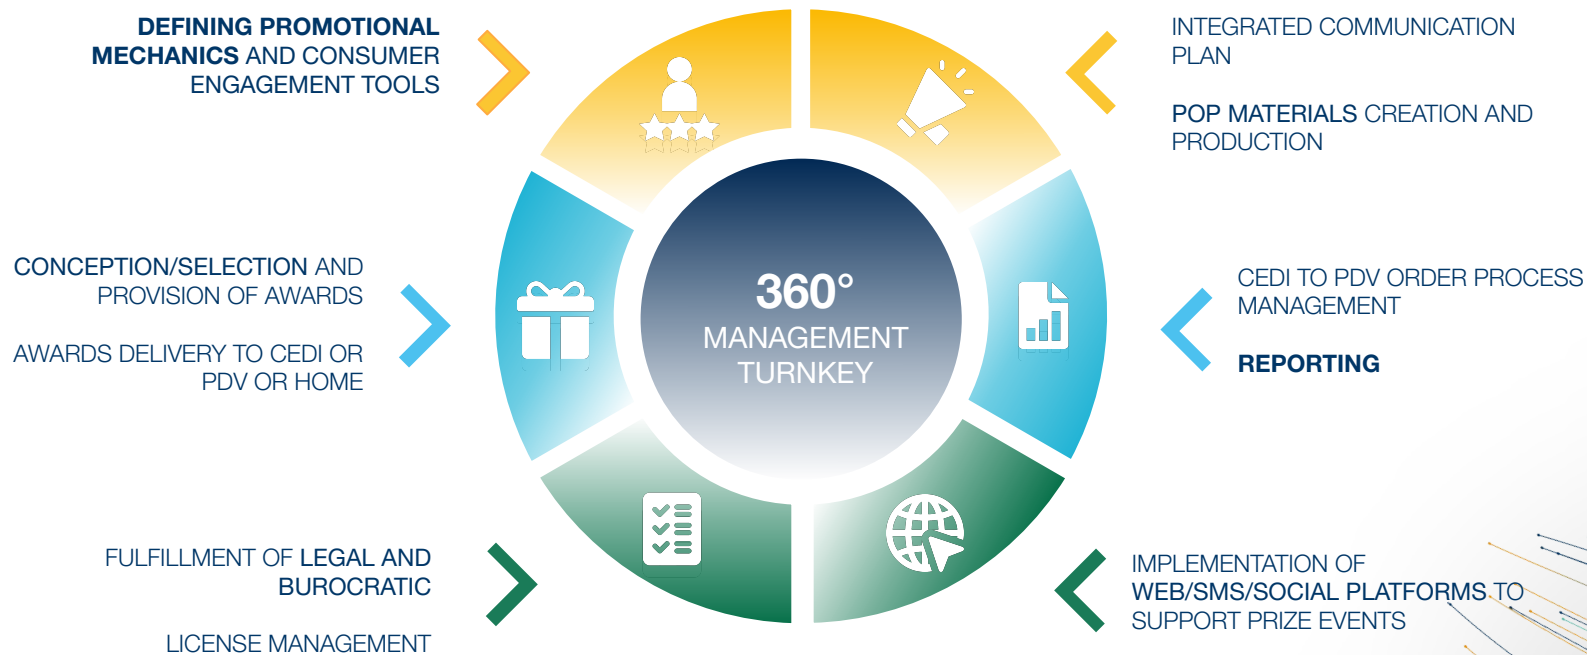 DEFINING PROMOTIONAL
MECHANICS AND CONSUMER
ENGAGEMENT TOOLS
INTEGRATED COMMUNICATION
PLAN
POP MATERIALS CREATION AND
PRODUCTION
CONCEPTION/SELECTION AND
PROVISION OF AWARDS
AWARDS DELIVERY TO CEDI OR
PDV OR HOME
360°
MANAGEMENT
TURNKEY
CEDI TO PDV ORDER PROCESS
MANAGEMENT
REPORTING
FULFILLMENT OF LEGAL AND
BUROCRATIC
LICENSE MANAGEMENT
IMPLEMENTATION OF
WEB/SMS/SOCIAL PLATFORMS TO
SUPPORT PRIZE EVENTS